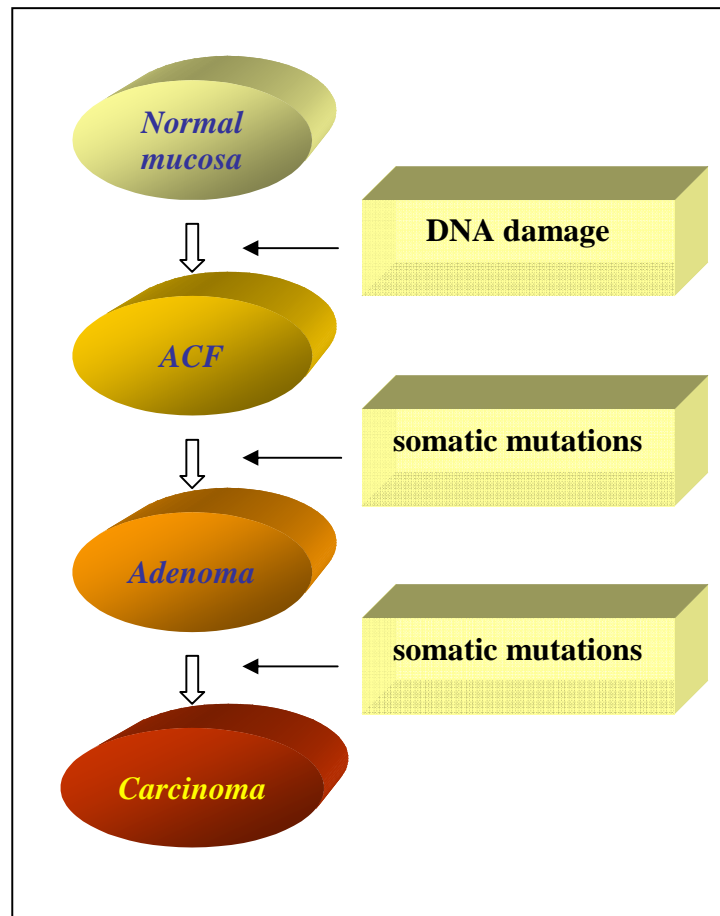 Normal
mucosa
DNA damage
ACF
somatic mutations
Adenoma
somatic mutations
Carcinoma